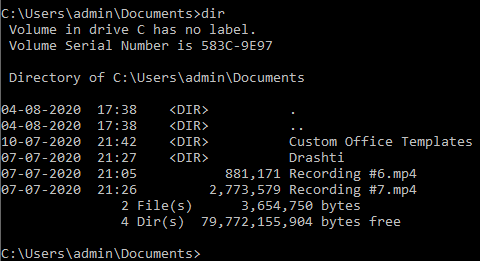 C:\Users\admin\Documents>dir
 Volume in drive C has no label.
 Volume Serial Number is 583C-9E97

 Directory of C:\Users\admin\Documents

04-08-2020  17:38    <DIR>          .
04-08-2020  17:38    <DIR>          ..
10-07-2020  21:42    <DIR>          Custom Office Templates
07-07-2020  21:27    <DIR>          Drashti
07-07-2020  21:05           881,171 Recording #6.mp4
07-07-2020  21:26         2,773,579 Recording #7.mp4
               2 File(s)      3,654,750 bytes
               4 Dir(s)  79,772,155,904 bytes free

C:\Users\admin\Documents>